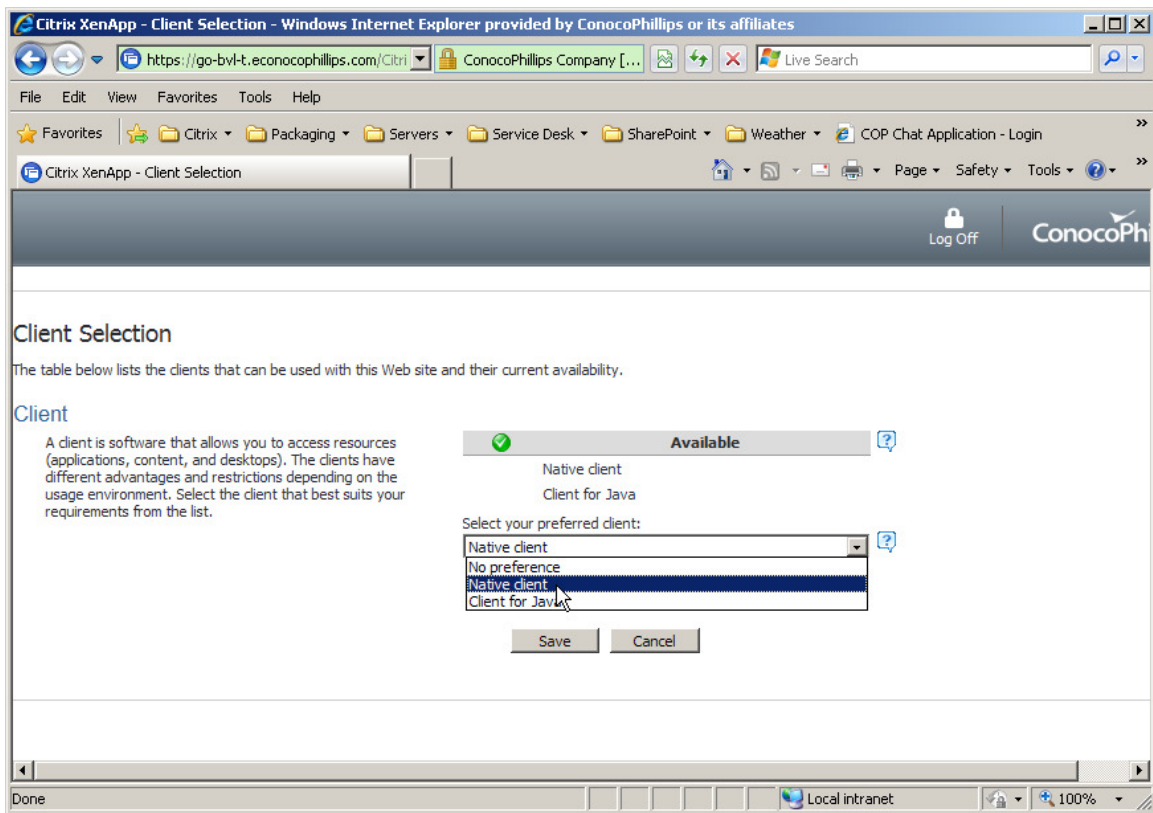 Citrix XenApp - Client Selection - Windows Internet Explorer provided by ConocoPhillips or its affiliates
https://go-bvl-t.econocophillips.com/Citri ConocoPhillips Company [... Live Search
File Edit View Favorites Tools Help
Favorites Citrix Packaging Servers Service Desk SharePoint Weather COP Chat Application - Login »
Citrix XenApp - Client Selection Page Safety Tools »
Log Off ConocoPhi
Client Selection
The table below lists the clients that can be used with this Web site and their current availability.
Client
A client is software that allows you to access resources
(applications, content, and desktops). The clients have
different advantages and restrictions depending on the
usage environment. Select the client that best suits your
requirements from the list.
Available
Native client
Client for Java
Select your preferred client:
Native client
No preference
Native client
Client for Java
Save Cancel
Done Local intranet 100%